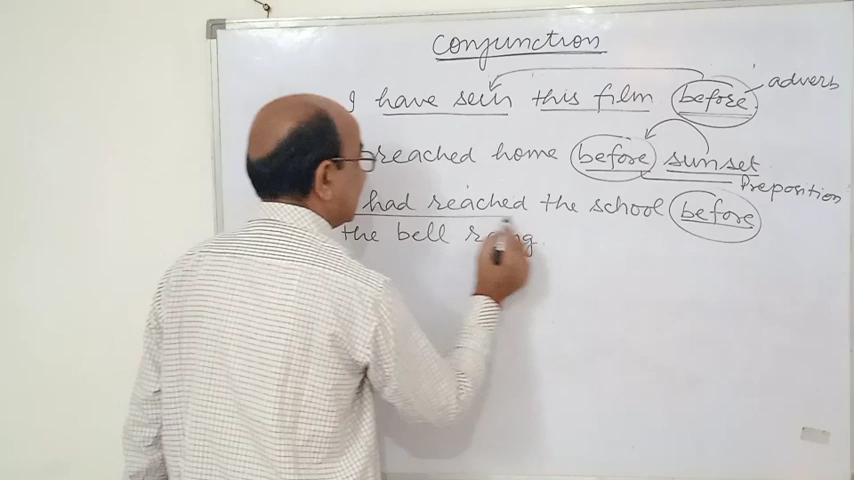 Conjunction
I have seen this film before
adverb
reached home before sunset
Preposition
had reached the school before
the bell